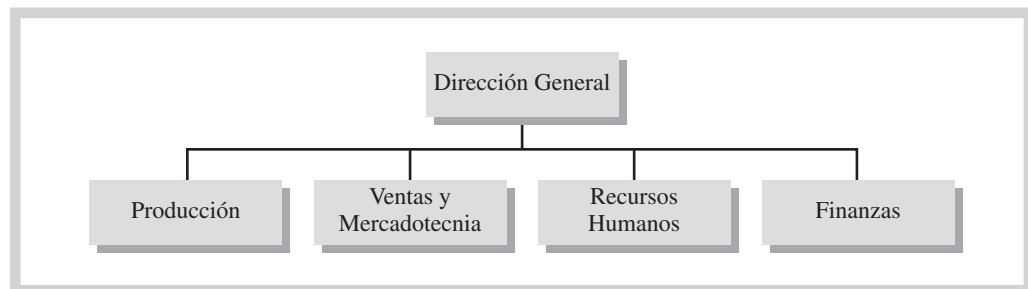 Dirección General
Producción
Ventas y
Mercadotecnia
Recursos
Humanos
Finanzas